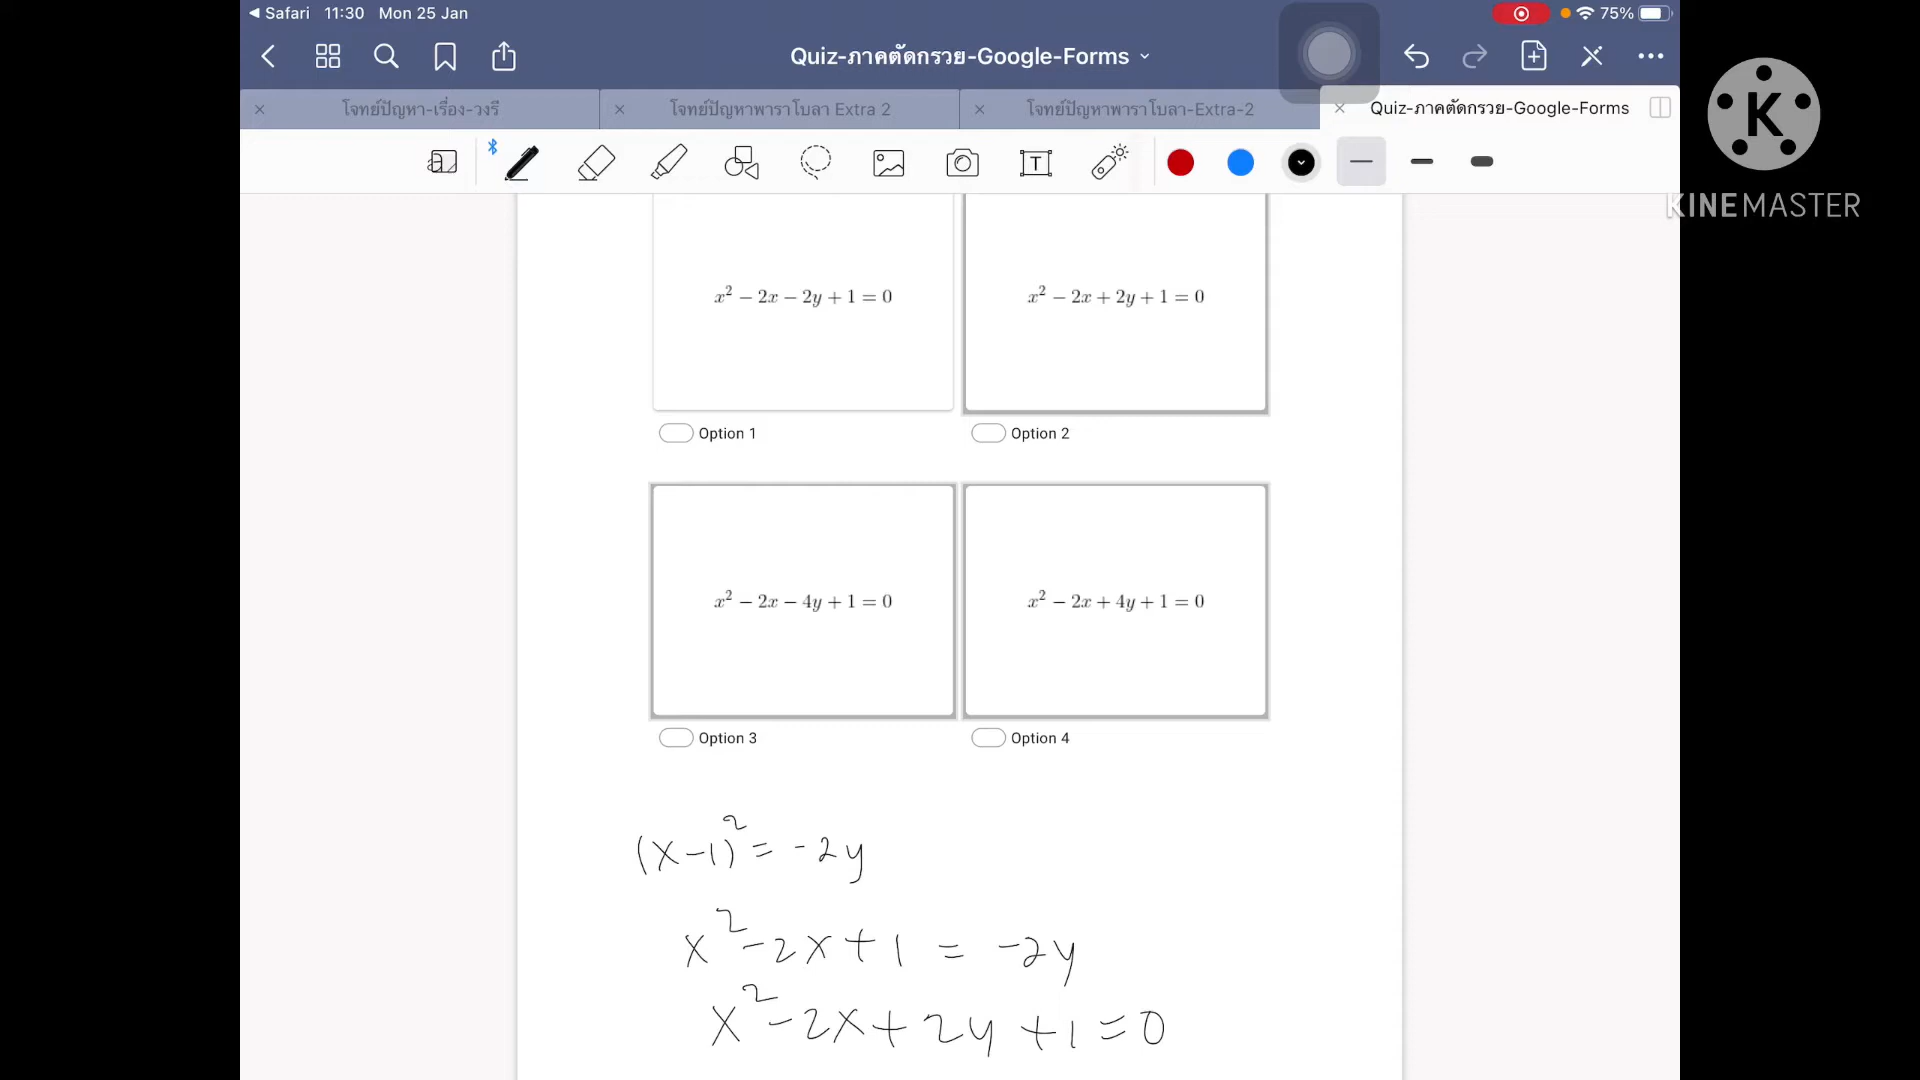 Safari 11:30 Mon 25 Jan 75%
Quiz-ภาคตัดกรวย-Google-Forms
โจทย์ปัญหา-เรื่อง-วงรี โจทย์ปัญหาพาราโบลา Extra 2 โจทย์ปัญหาพาราโบลา-Extra-2 Quiz-ภาคตัดกรวย-Google-Forms
K
KINEMASTER
a T
x² − 2x − 2y + 1 = 0 x² − 2x + 2y + 1 = 0
Option 1 Option 2
x² − 2x − 4y + 1 = 0 x² − 2x + 4y + 1 = 0
Option 3 Option 4
(x-1)² = -2y
x² -2x+1 = -2y
x² -2x+2y+1=0